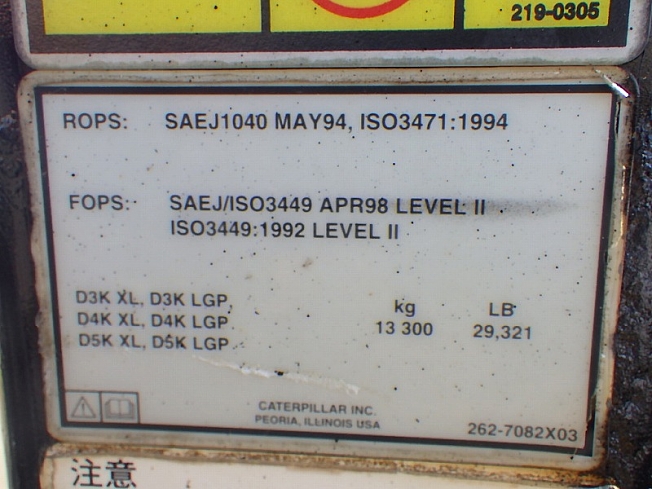 219-0305
ROPS: SAEJ1040 MAY94, ISO3471:1994
FOPS: SAEJ/ISO3449 APR98 LEVEL II
ISO3449:1992 LEVEL II
D3K XL, D3K LGP,
D4K XL, D4K LGP,
D5K XL, D5K LGP
kg LB
13 300 29,321
CATERPILLAR INC.
PEORIA, ILLINOIS USA
262-7082X03
注意